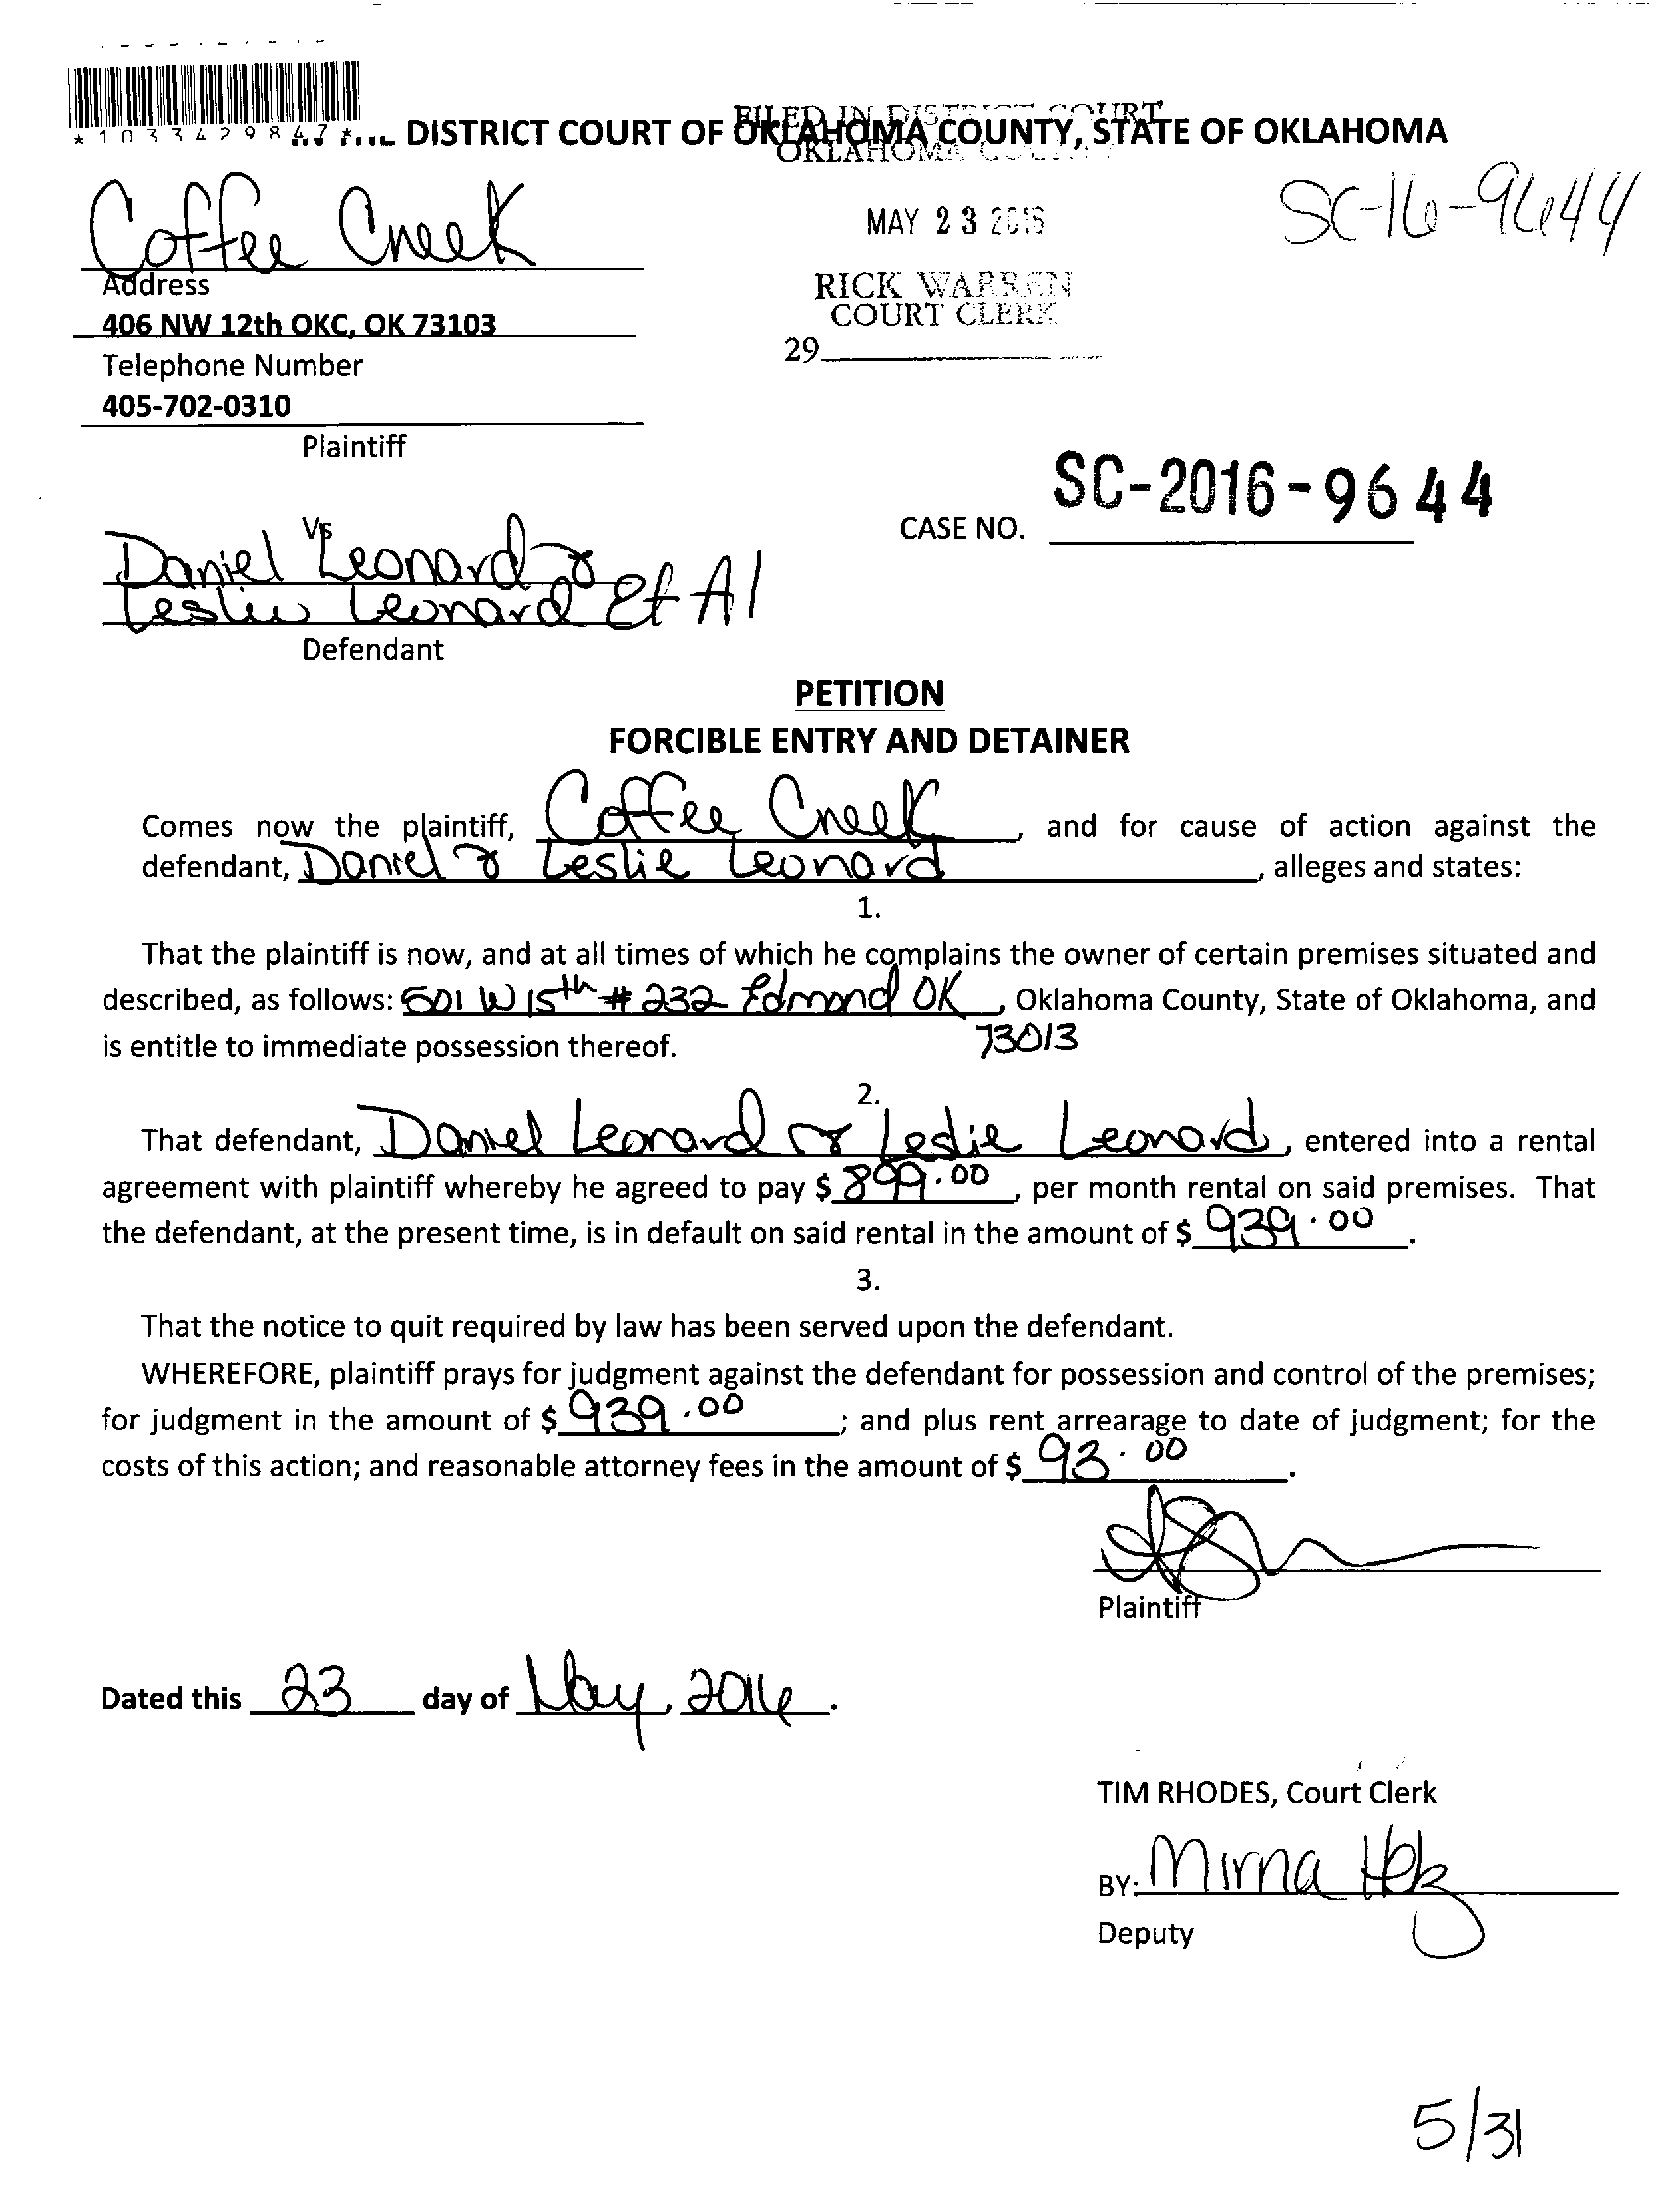 *1033429847*
DISTRICT COURT OF OKLAHOMA COUNTY, STATE OF OKLAHOMA
FILED IN DISTRICT COURT
OKLAHOMA COUNTY
Coffee Creek
MAY 23 2016
SC-16-9644
Address
RICK WARREN
406 NW 12th OKC, OK 73103
COURT CLERK
Telephone Number
29
405-702-0310
Plaintiff
SC-2016-9644
Vs
CASE NO.
Daniel Leonard &
Leslie Leonard Et Al
Defendant
PETITION
FORCIBLE ENTRY AND DETAINER
Comes now the plaintiff, Coffee Creek, and for cause of action against the
defendant, Daniel & Leslie Leonard, alleges and states:
1.
That the plaintiff is now, and at all times of which he complains the owner of certain premises situated and
described, as follows: 501 W 15th # 232 Edmond OK, Oklahoma County, State of Oklahoma, and
is entitle to immediate possession thereof. 73013
2.
That defendant, Daniel Leonard or Leslie Leonard, entered into a rental
agreement with plaintiff whereby he agreed to pay $ 899.00, per month rental on said premises. That
the defendant, at the present time, is in default on said rental in the amount of $ 939.00.
3.
That the notice to quit required by law has been served upon the defendant.
WHEREFORE, plaintiff prays for judgment against the defendant for possession and control of the premises;
for judgment in the amount of $ 939.00; and plus rent arrearage to date of judgment; for the
costs of this action; and reasonable attorney fees in the amount of $ 93.00.
Plaintiff
Dated this 23 day of May, 2016.
TIM RHODES, Court Clerk
BY: Mirna
Deputy
5/31